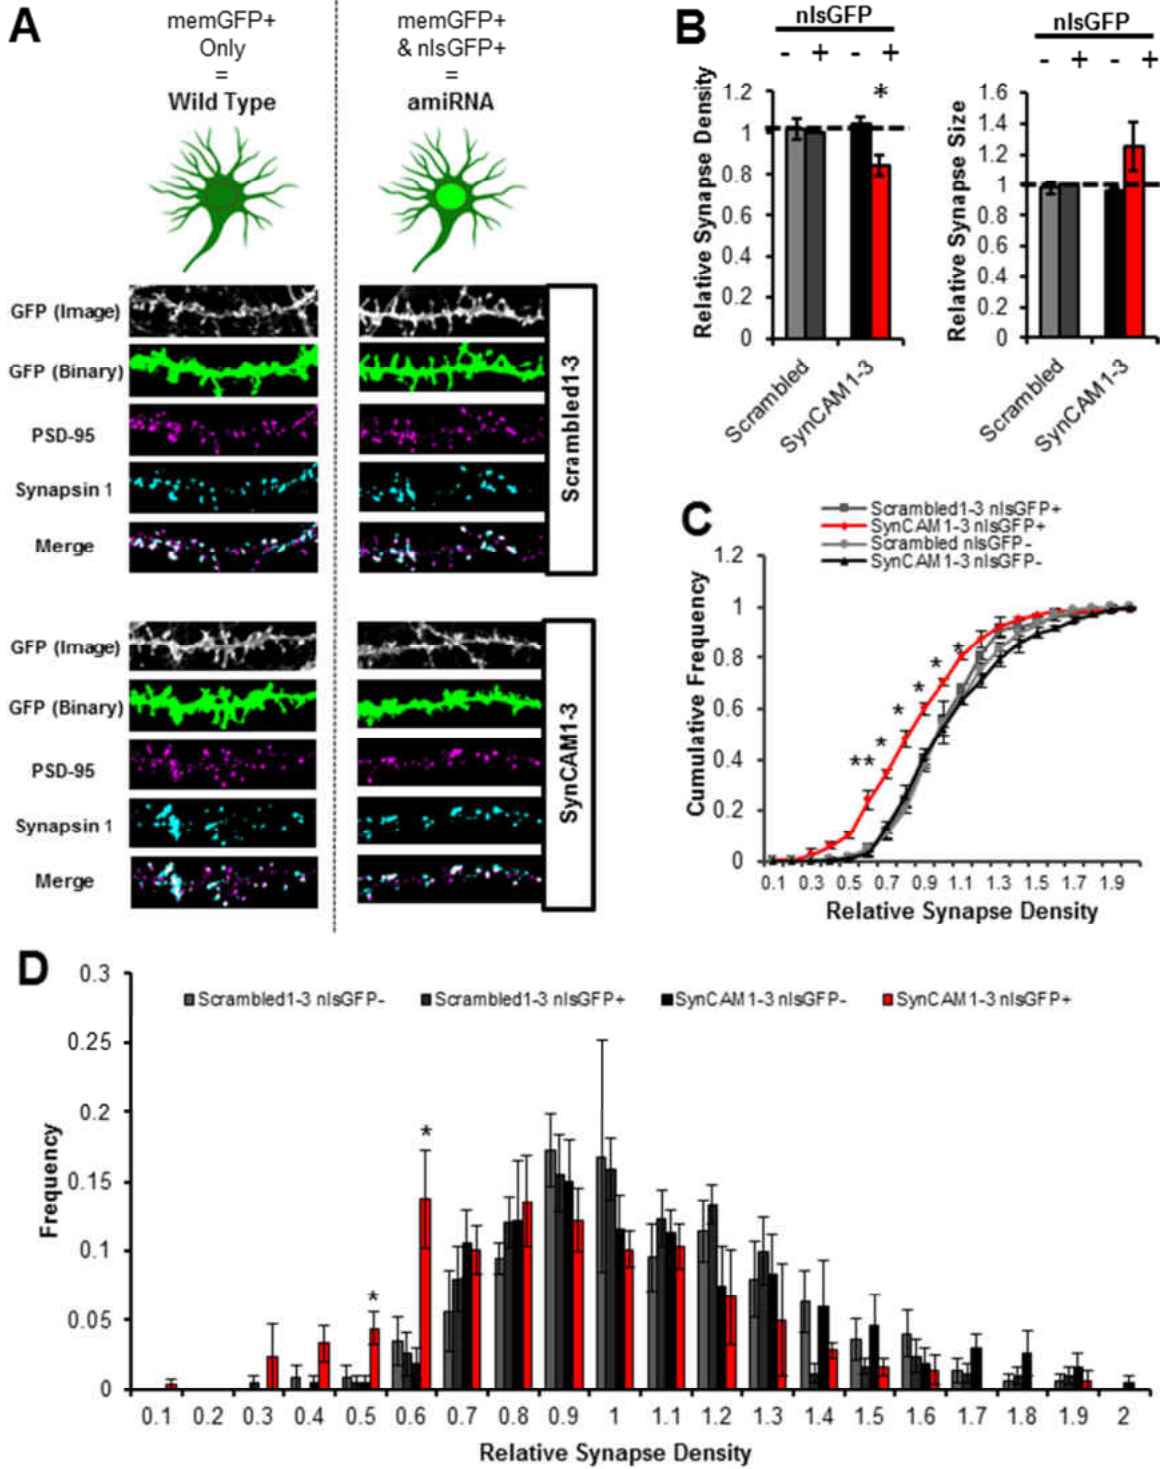 A
memGFP+
Only
=
Wild Type
memGFP+
& nlsGFP+
=
amiRNA
GFP (Image)
GFP (Binary)
PSD-95
Synapsin 1
Merge
Scrambled1-3
GFP (Image)
GFP (Binary)
PSD-95
Synapsin 1
Merge
SynCAM1-3
B
nlsGFP
- + - +
*
Relative Synapse Density
1.2
1
0.8
0.6
0.4
0.2
0
Scrambled
SynCAM1-3
nlsGFP
- + - +
Relative Synapse Size
1.6
1.4
1.2
1
0.8
0.6
0.4
0.2
0
Scrambled
SynCAM1-3
C
Scrambled1-3 nlsGFP+
SynCAM1-3 nlsGFP+
Scrambled nlsGFP-
SynCAM1-3 nlsGFP-
Cumulative Frequency
1.2
1
0.8
0.6
0.4
0.2
0
** * * * * *
0.1 0.3 0.5 0.7 0.9 1.1 1.3 1.5 1.7 1.9
Relative Synapse Density
D
Scrambled1-3 nlsGFP- Scrambled1-3 nlsGFP+ SynCAM1-3 nlsGFP- SynCAM1-3 nlsGFP+
Frequency
0.3
0.25
0.2
0.15
0.1
0.05
0
* *
0.1 0.2 0.3 0.4 0.5 0.6 0.7 0.8 0.9 1 1.1 1.2 1.3 1.4 1.5 1.6 1.7 1.8 1.9 2
Relative Synapse Density